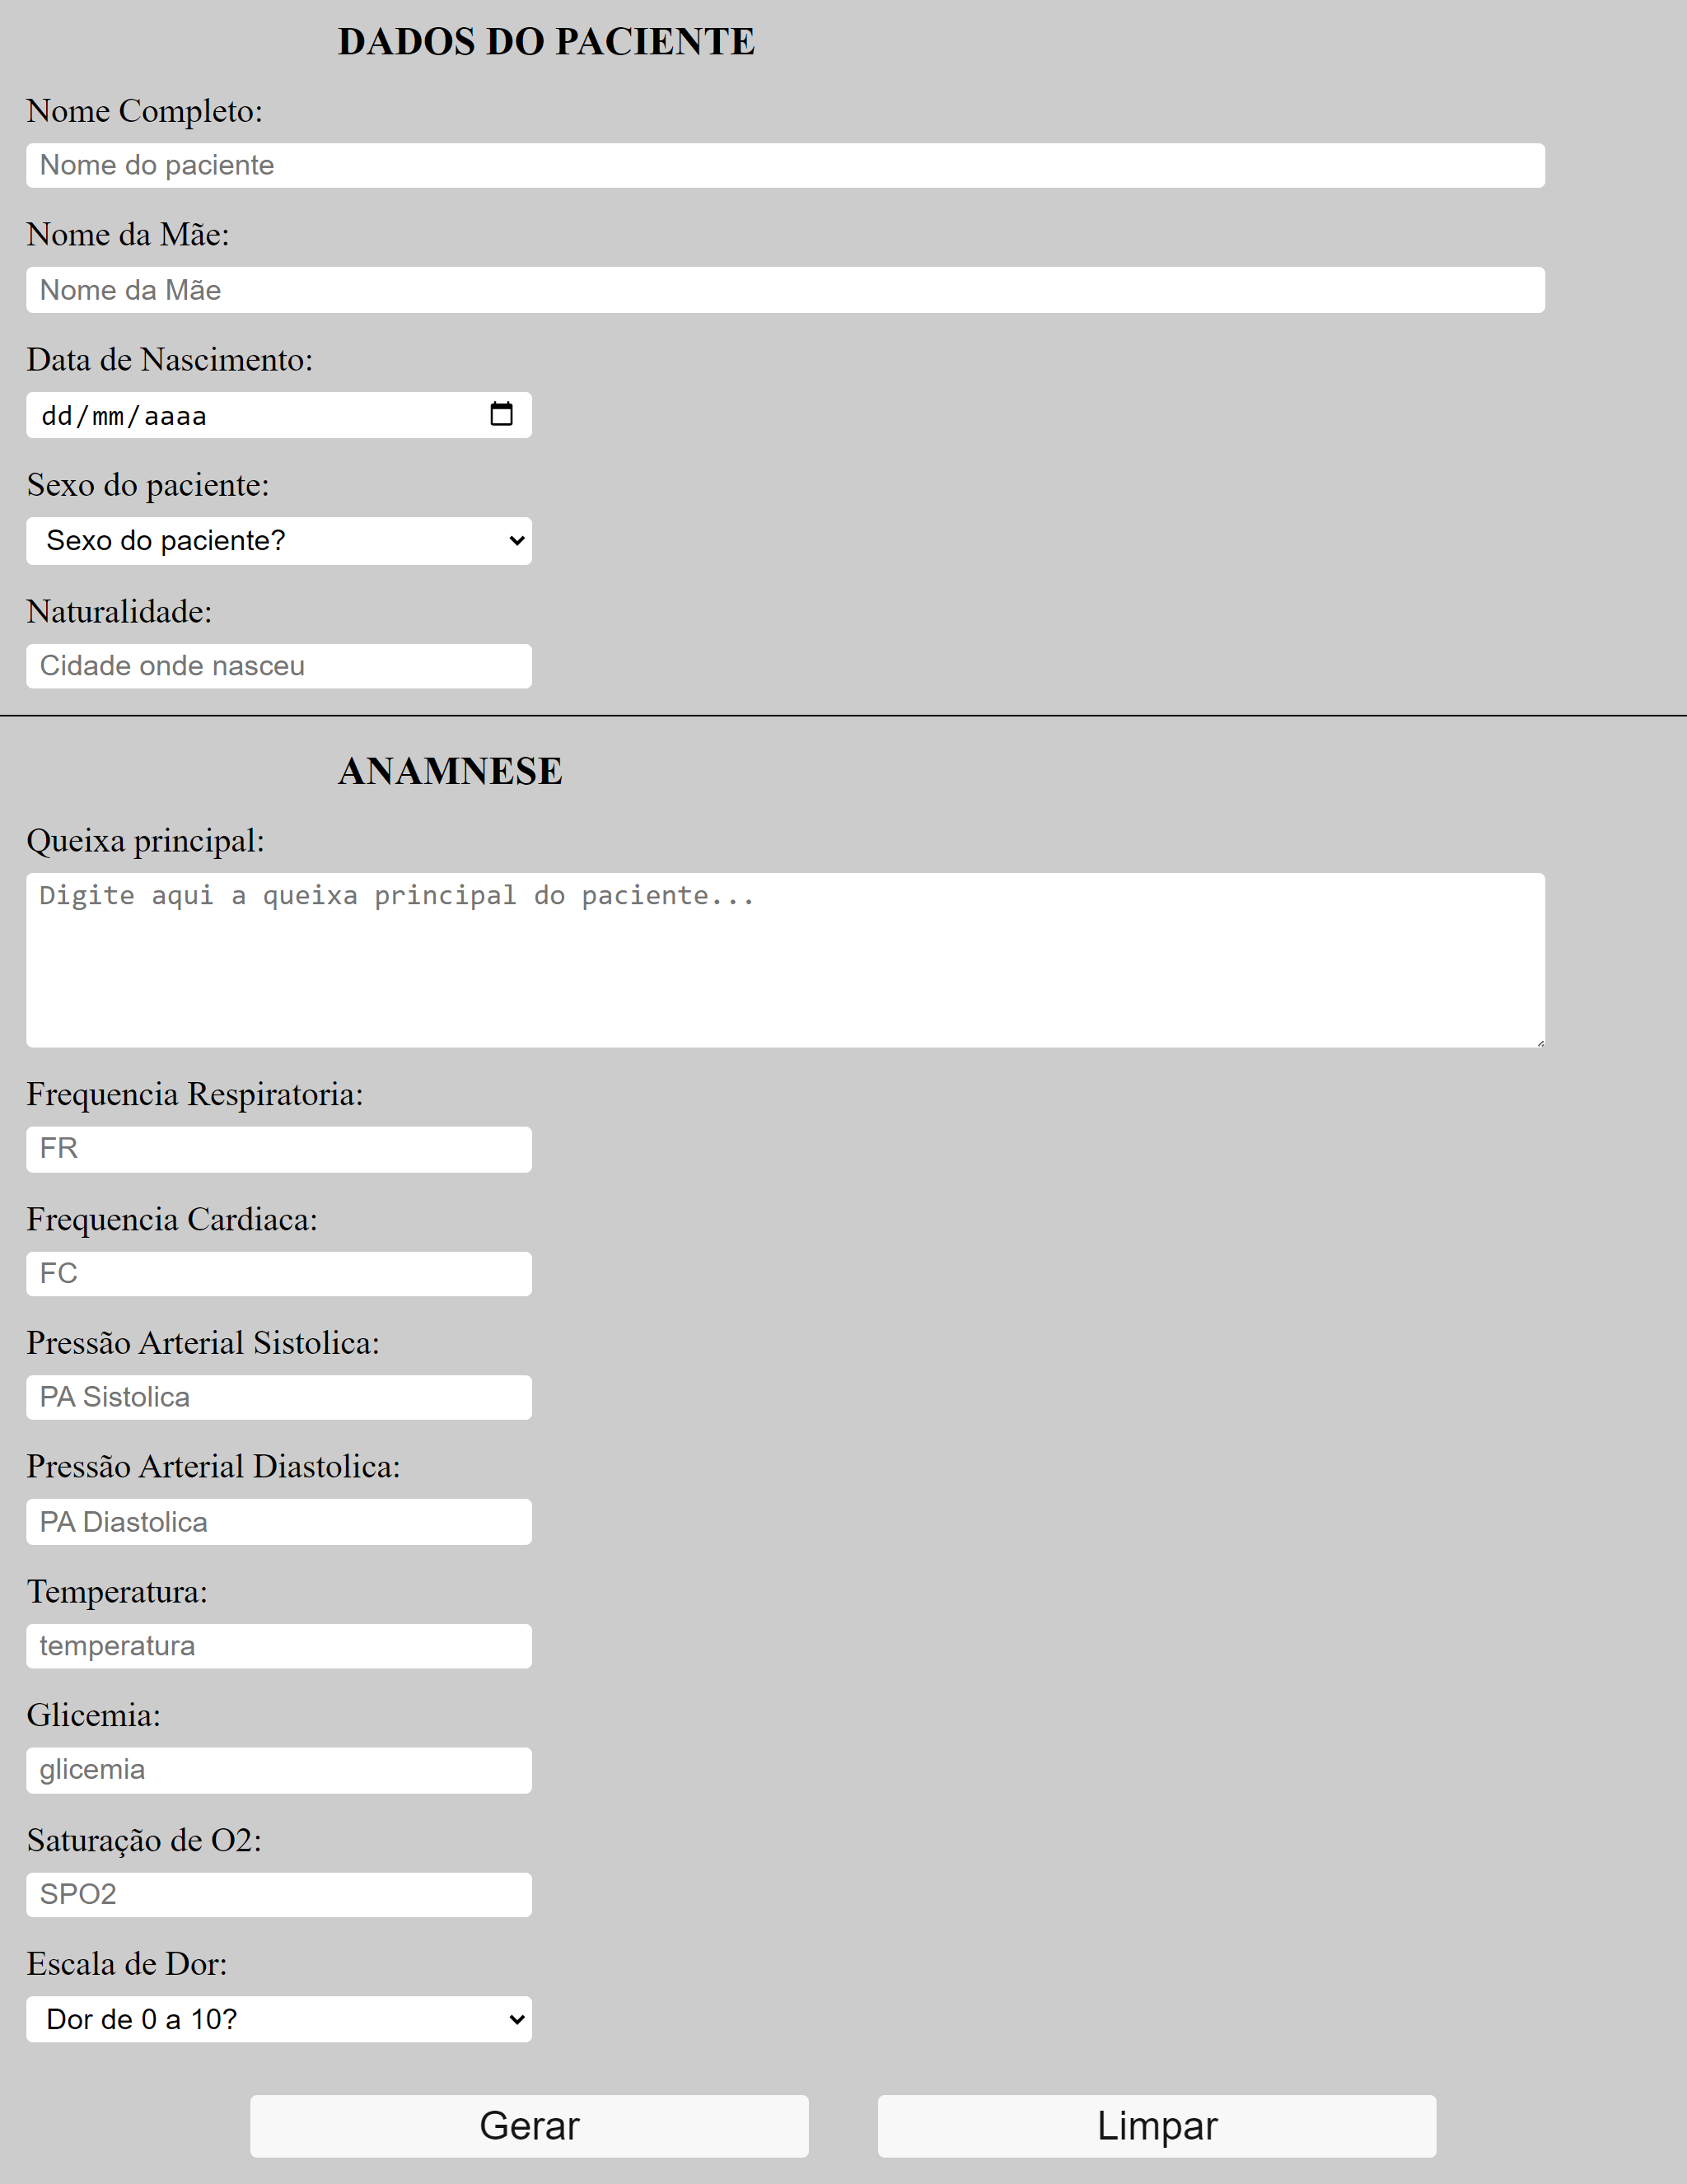 DADOS DO PACIENTE
Nome Completo:
Nome do paciente
Nome da Mãe:
Nome da Mãe
Data de Nascimento:
dd/mm/aaaa
Sexo do paciente:
Sexo do paciente?
Naturalidade:
Cidade onde nasceu
ANAMNESE
Queixa principal:
Digite aqui a queixa principal do paciente...
Frequencia Respiratoria:
FR
Frequencia Cardiaca:
FC
Pressão Arterial Sistolica:
PA Sistolica
Pressão Arterial Diastolica:
PA Diastolica
Temperatura:
temperatura
Glicemia:
glicemia
Saturação de O2:
SPO2
Escala de Dor:
Dor de 0 a 10?
Gerar Limpar